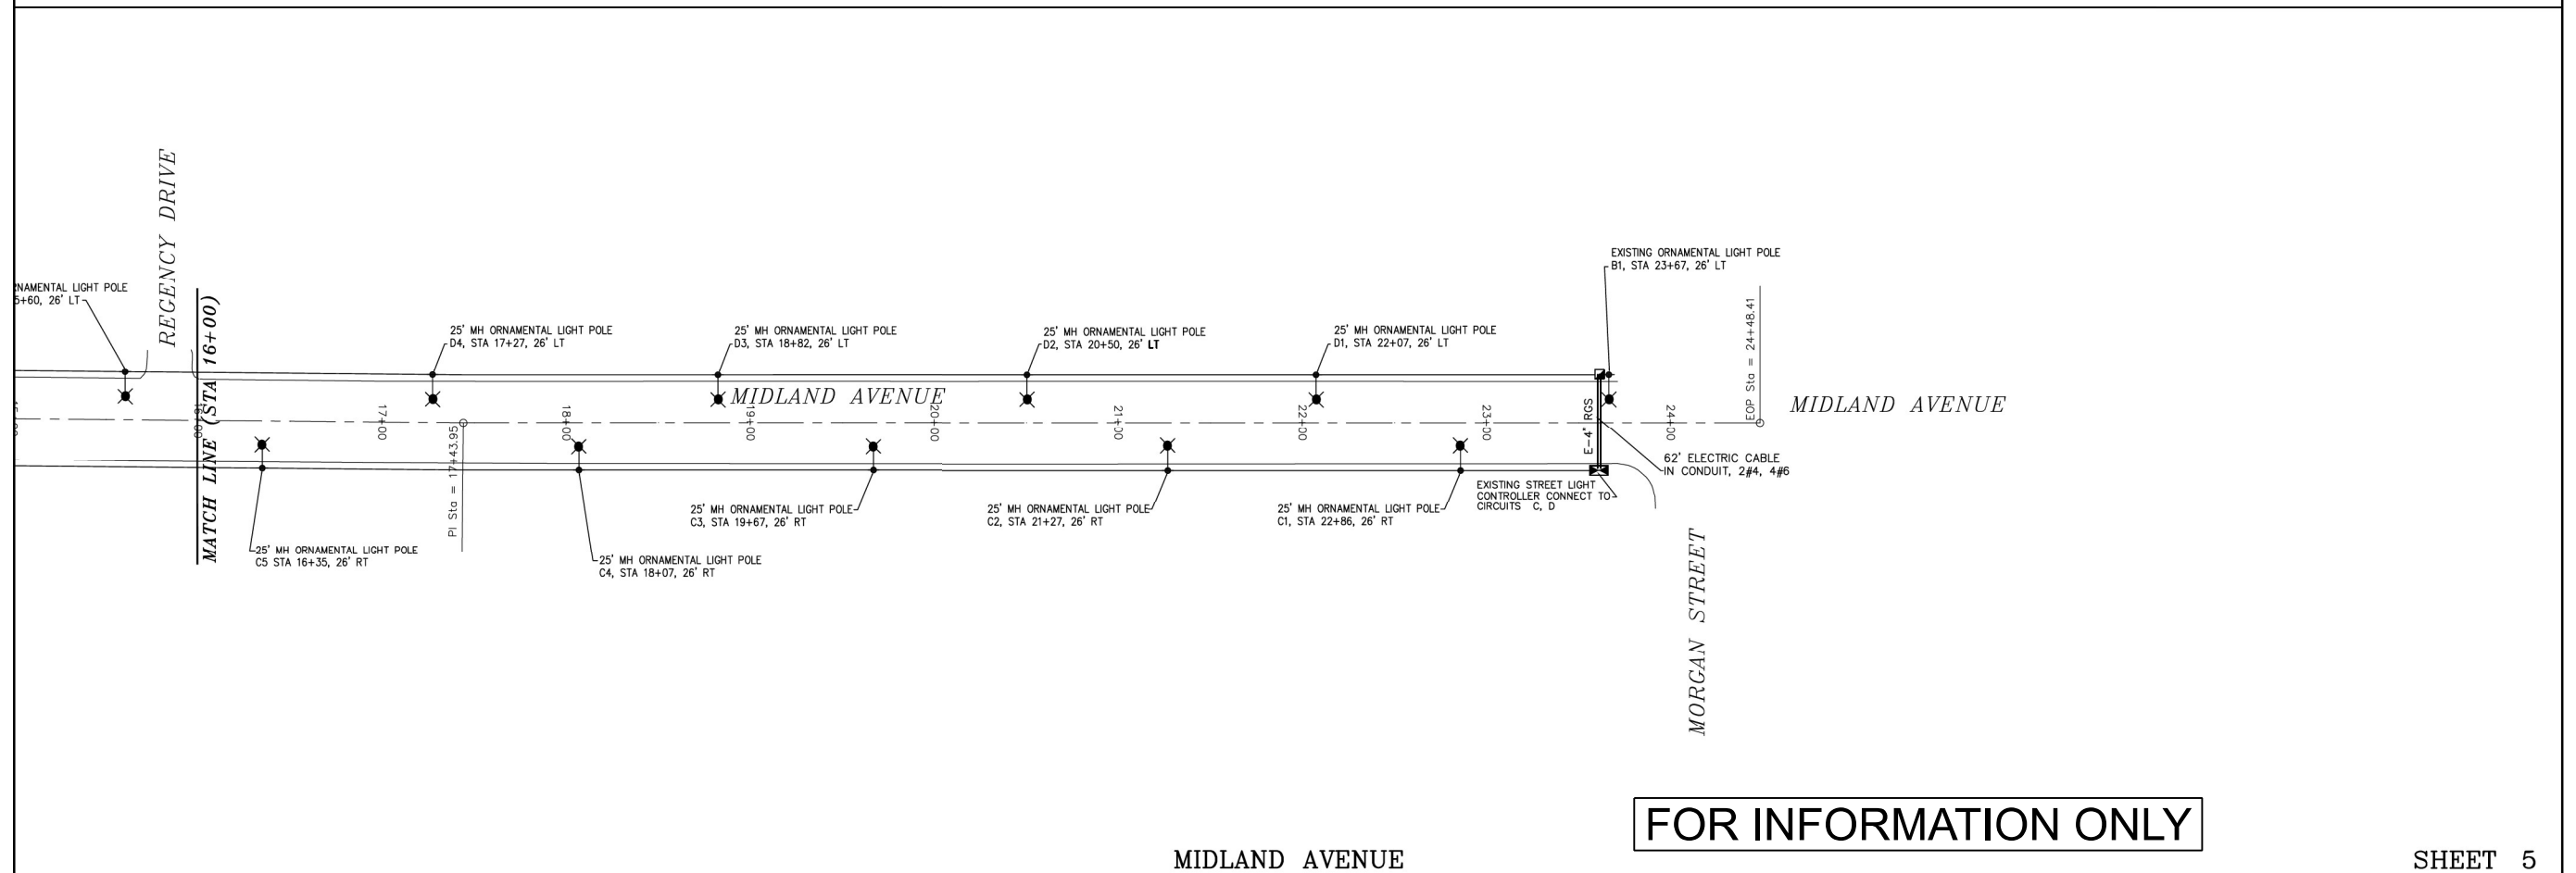 REGENCY DRIVE
NAMENTAL LIGHT POLE
5+60, 26' LT
MATCH LINE (STA 16+00)
25' MH ORNAMENTAL LIGHT POLE
D4, STA 17+27, 26' LT
25' MH ORNAMENTAL LIGHT POLE
D3, STA 18+82, 26' LT
25' MH ORNAMENTAL LIGHT POLE
D2, STA 20+50, 26' LT
25' MH ORNAMENTAL LIGHT POLE
D1, STA 22+07, 26' LT
EXISTING ORNAMENTAL LIGHT POLE
B1, STA 23+67, 26' LT
EOP Sta = 24+48.41
MIDLAND AVENUE
MIDLAND AVENUE
16+00
17+00
18+00
19+00
20+00
21+00
22+00
23+00
24+00
PI Sta = 17+43.95
E-4" RGS
62' ELECTRIC CABLE
IN CONDUIT, 2#4, 4#6
EXISTING STREET LIGHT
CONTROLLER CONNECT TO
CIRCUITS C, D
25' MH ORNAMENTAL LIGHT POLE
C5 STA 16+35, 26' RT
25' MH ORNAMENTAL LIGHT POLE
C4, STA 18+07, 26' RT
25' MH ORNAMENTAL LIGHT POLE
C3, STA 19+67, 26' RT
25' MH ORNAMENTAL LIGHT POLE
C2, STA 21+27, 26' RT
25' MH ORNAMENTAL LIGHT POLE
C1, STA 22+86, 26' RT
MORGAN STREET
FOR INFORMATION ONLY
MIDLAND AVENUE
SHEET 5